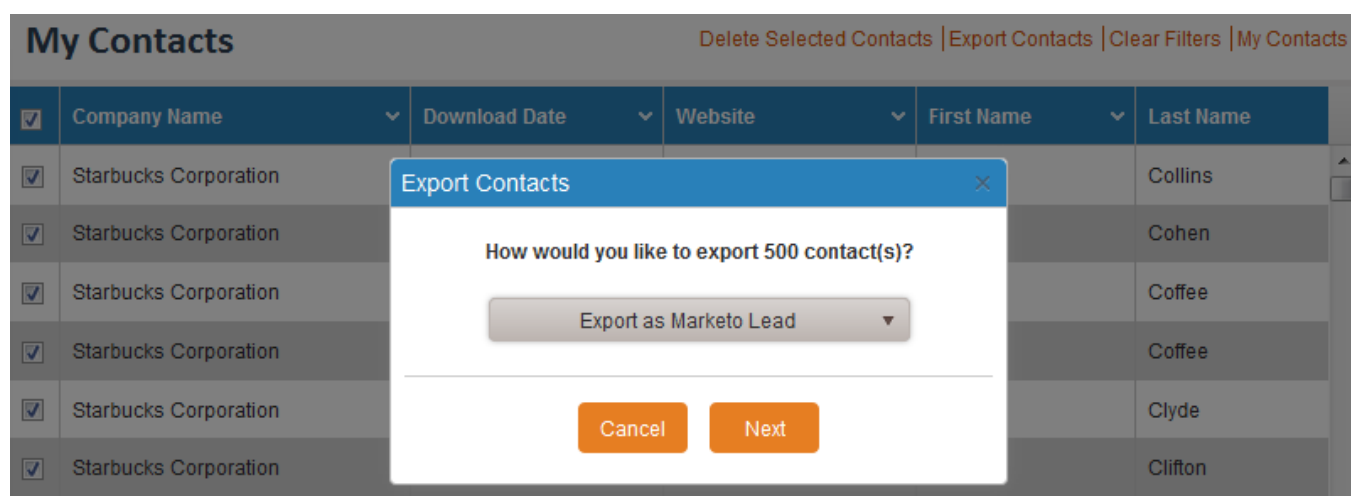 My Contacts
Delete Selected Contacts | Export Contacts | Clear Filters | My Contacts
Company Name Download Date Website First Name Last Name
Starbucks Corporation Collins
Export Contacts ×
Starbucks Corporation Cohen
How would you like to export 500 contact(s)?
Starbucks Corporation Coffee
Export as Marketo Lead
Starbucks Corporation Coffee
Starbucks Corporation Clyde
Cancel Next
Starbucks Corporation Clifton